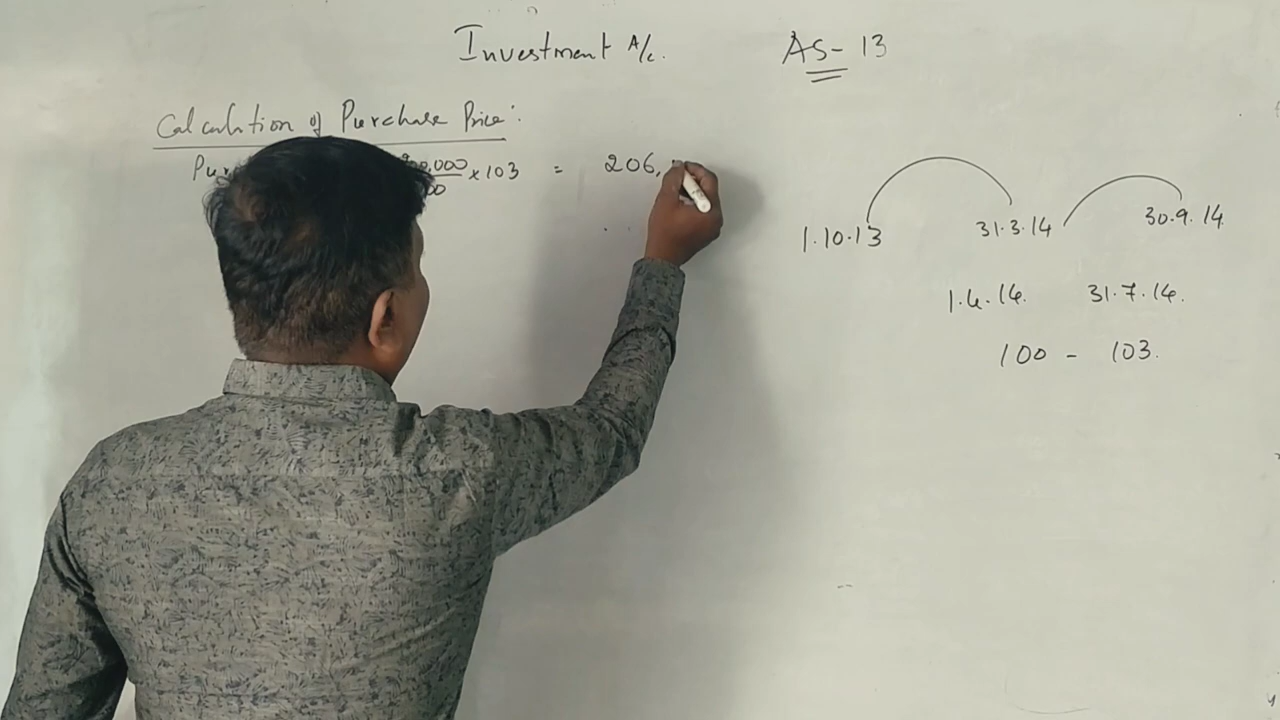 Investment A/c. AS- 13
Calculation of Purchase Price:
x 103 = 206,
1.10.13 31.3.14 30.9.14
1.4.14. 31.7.14.
100 - 103.